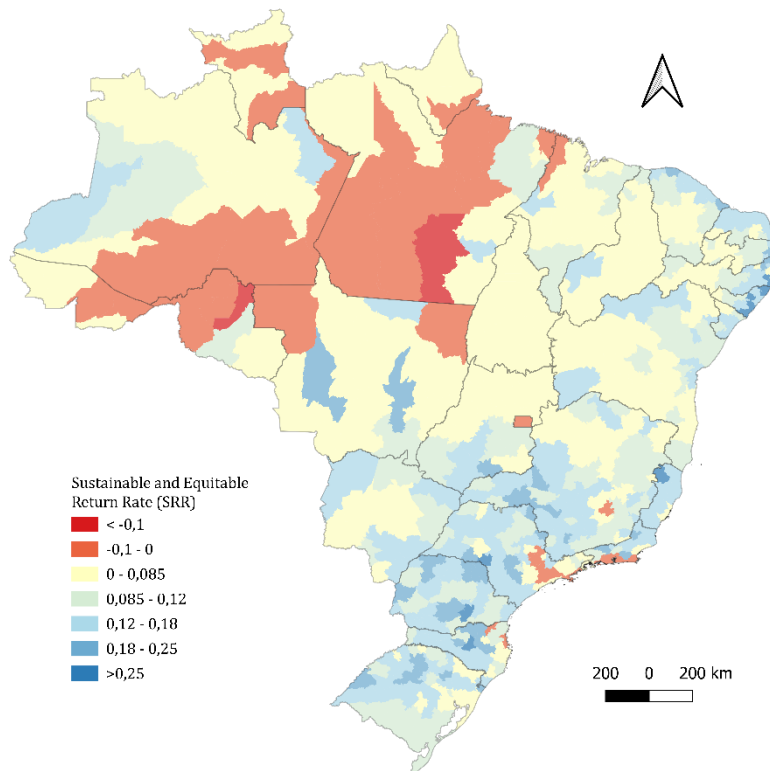 Sustainable and Equitable
Return Rate (SRR)
< -0,1
-0,1 - 0
0 - 0,085
0,085 - 0,12
0,12 - 0,18
0,18 - 0,25
>0,25
200 0 200 km